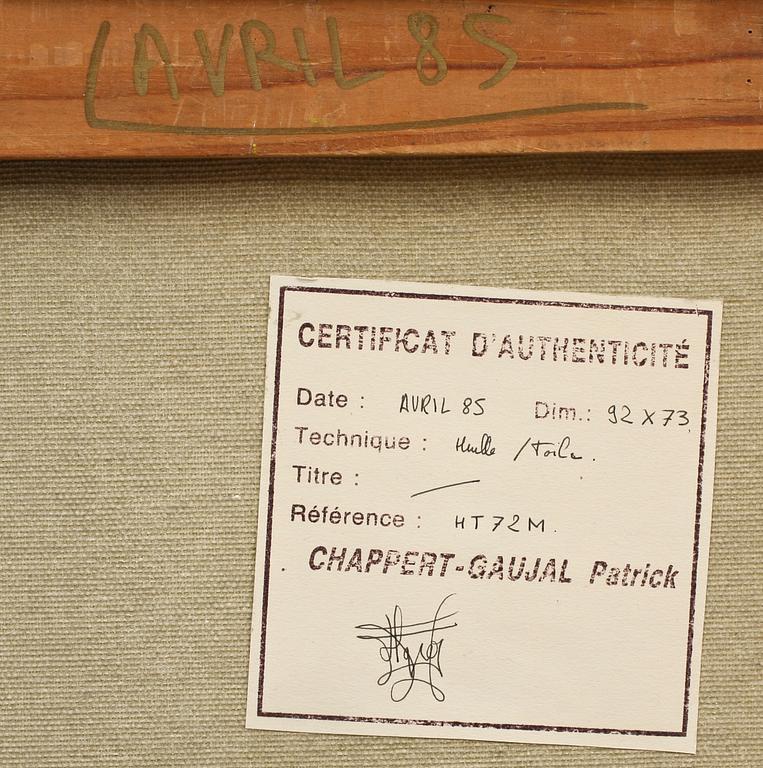 AVRIL 85
CERTIFICAT D'AUTHENTICITÉ
Date : AVRIL 85 Dim.: 92 X 73
Technique : Huile / toile.
Titre : —
Référence : HT72M.
CHAPPERT-GAUJAL Patrick